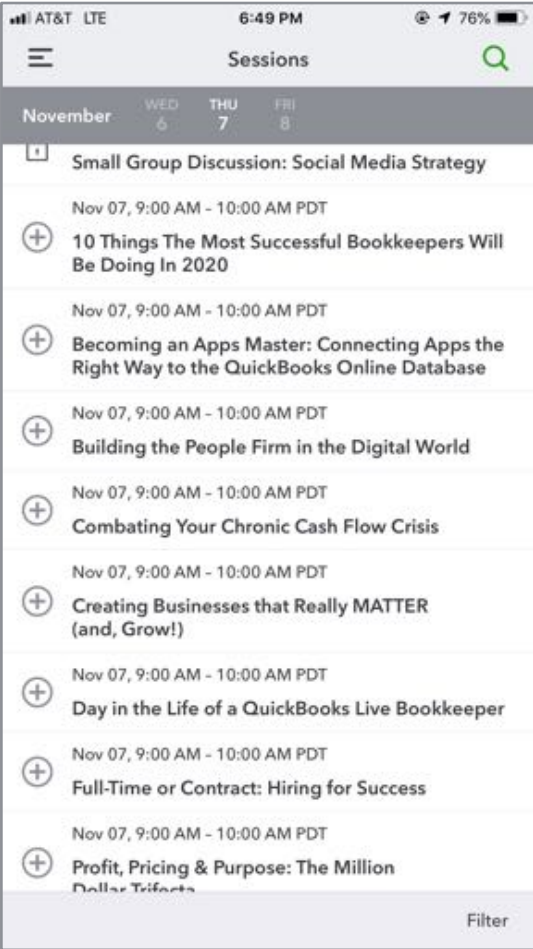 AT&T LTE 6:49 PM 76%
Sessions
November WED THU FRI
6 7 8
Small Group Discussion: Social Media Strategy
Nov 07, 9:00 AM – 10:00 AM PDT
10 Things The Most Successful Bookkeepers Will
Be Doing In 2020
Nov 07, 9:00 AM – 10:00 AM PDT
Becoming an Apps Master: Connecting Apps the
Right Way to the QuickBooks Online Database
Nov 07, 9:00 AM – 10:00 AM PDT
Building the People Firm in the Digital World
Nov 07, 9:00 AM – 10:00 AM PDT
Combating Your Chronic Cash Flow Crisis
Nov 07, 9:00 AM – 10:00 AM PDT
Creating Businesses that Really MATTER
(and, Grow!)
Nov 07, 9:00 AM – 10:00 AM PDT
Day in the Life of a QuickBooks Live Bookkeeper
Nov 07, 9:00 AM – 10:00 AM PDT
Full-Time or Contract: Hiring for Success
Nov 07, 9:00 AM – 10:00 AM PDT
Profit, Pricing & Purpose: The Million
Dollar Trifecta
Filter